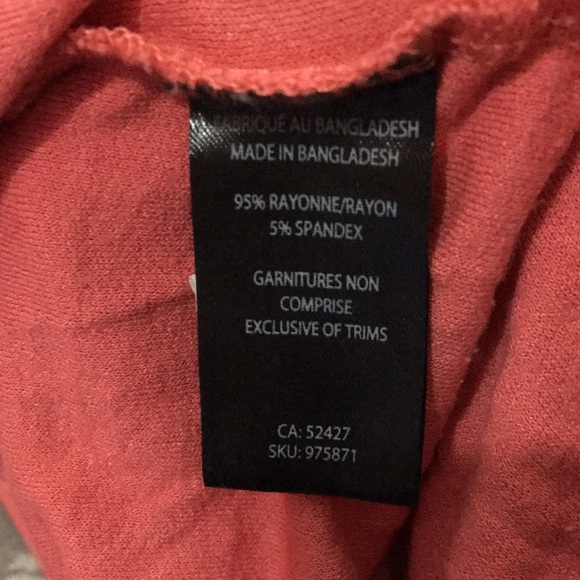 FABRIQUÉ AU BANGLADESH
MADE IN BANGLADESH
95% RAYONNE/RAYON
5% SPANDEX
GARNITURES NON
COMPRISE
EXCLUSIVE OF TRIMS
CA: 52427
SKU: 975871